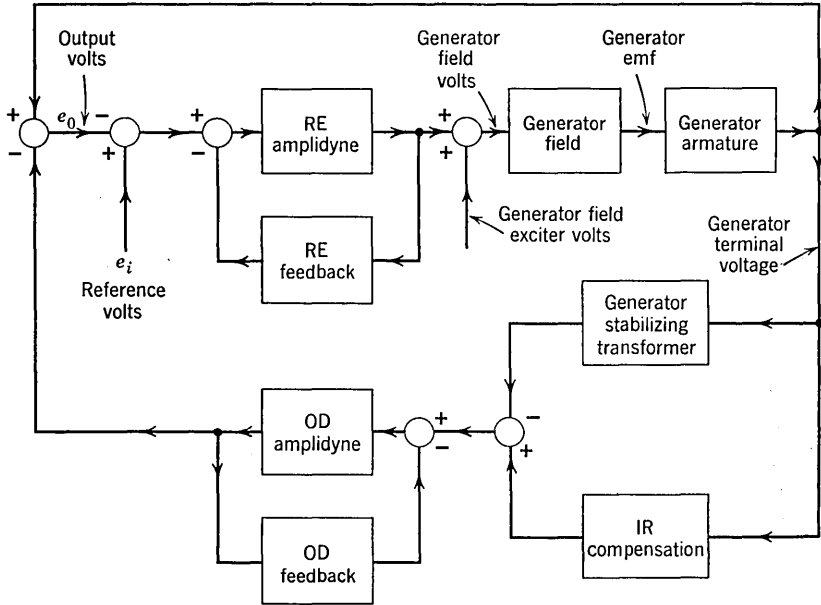 Output
volts
Generator
field
volts
Generator
emf
+
e₀
−
+
−
+
+
−
RE
amplidyne
+
+
Generator
field
Generator
armature
RE
feedback
Generator field
exciter volts
Generator
terminal
voltage
eᵢ
Reference
volts
Generator
stabilizing
transformer
OD
amplidyne
+
−
−
+
OD
feedback
IR
compensation